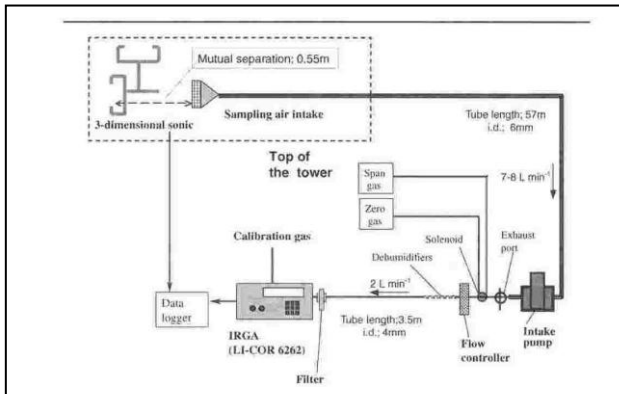 Mutual separation; 0.55m
3-dimensional sonic
Sampling air intake
Tube length; 57m
i.d.; 6mm
Top of
the tower
Span
gas
7-8 L min⁻¹
Zero
gas
Exhaust
port
Solenoid
Calibration gas
Dehumidifiers
2 L min⁻¹
Data
logger
Tube length;3.5m
i.d.; 4mm
IRGA
(LI-COR 6262)
Filter
Flow
controller
Intake
pump